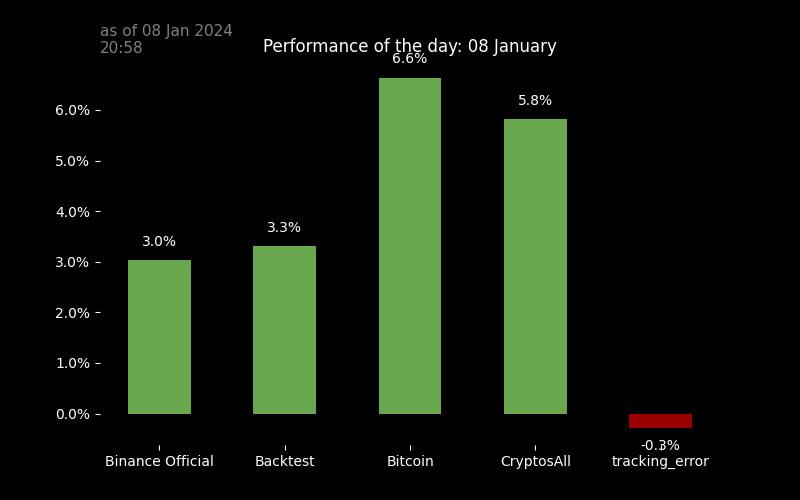 as of 08 Jan 2024
20:58
Performance of the day: 08 January
6.6%
5.8%
3.3%
3.0%
-0.3%
6.0%
5.0%
4.0%
3.0%
2.0%
1.0%
0.0%
Binance Official
Backtest
Bitcoin
CryptosAll
tracking_error